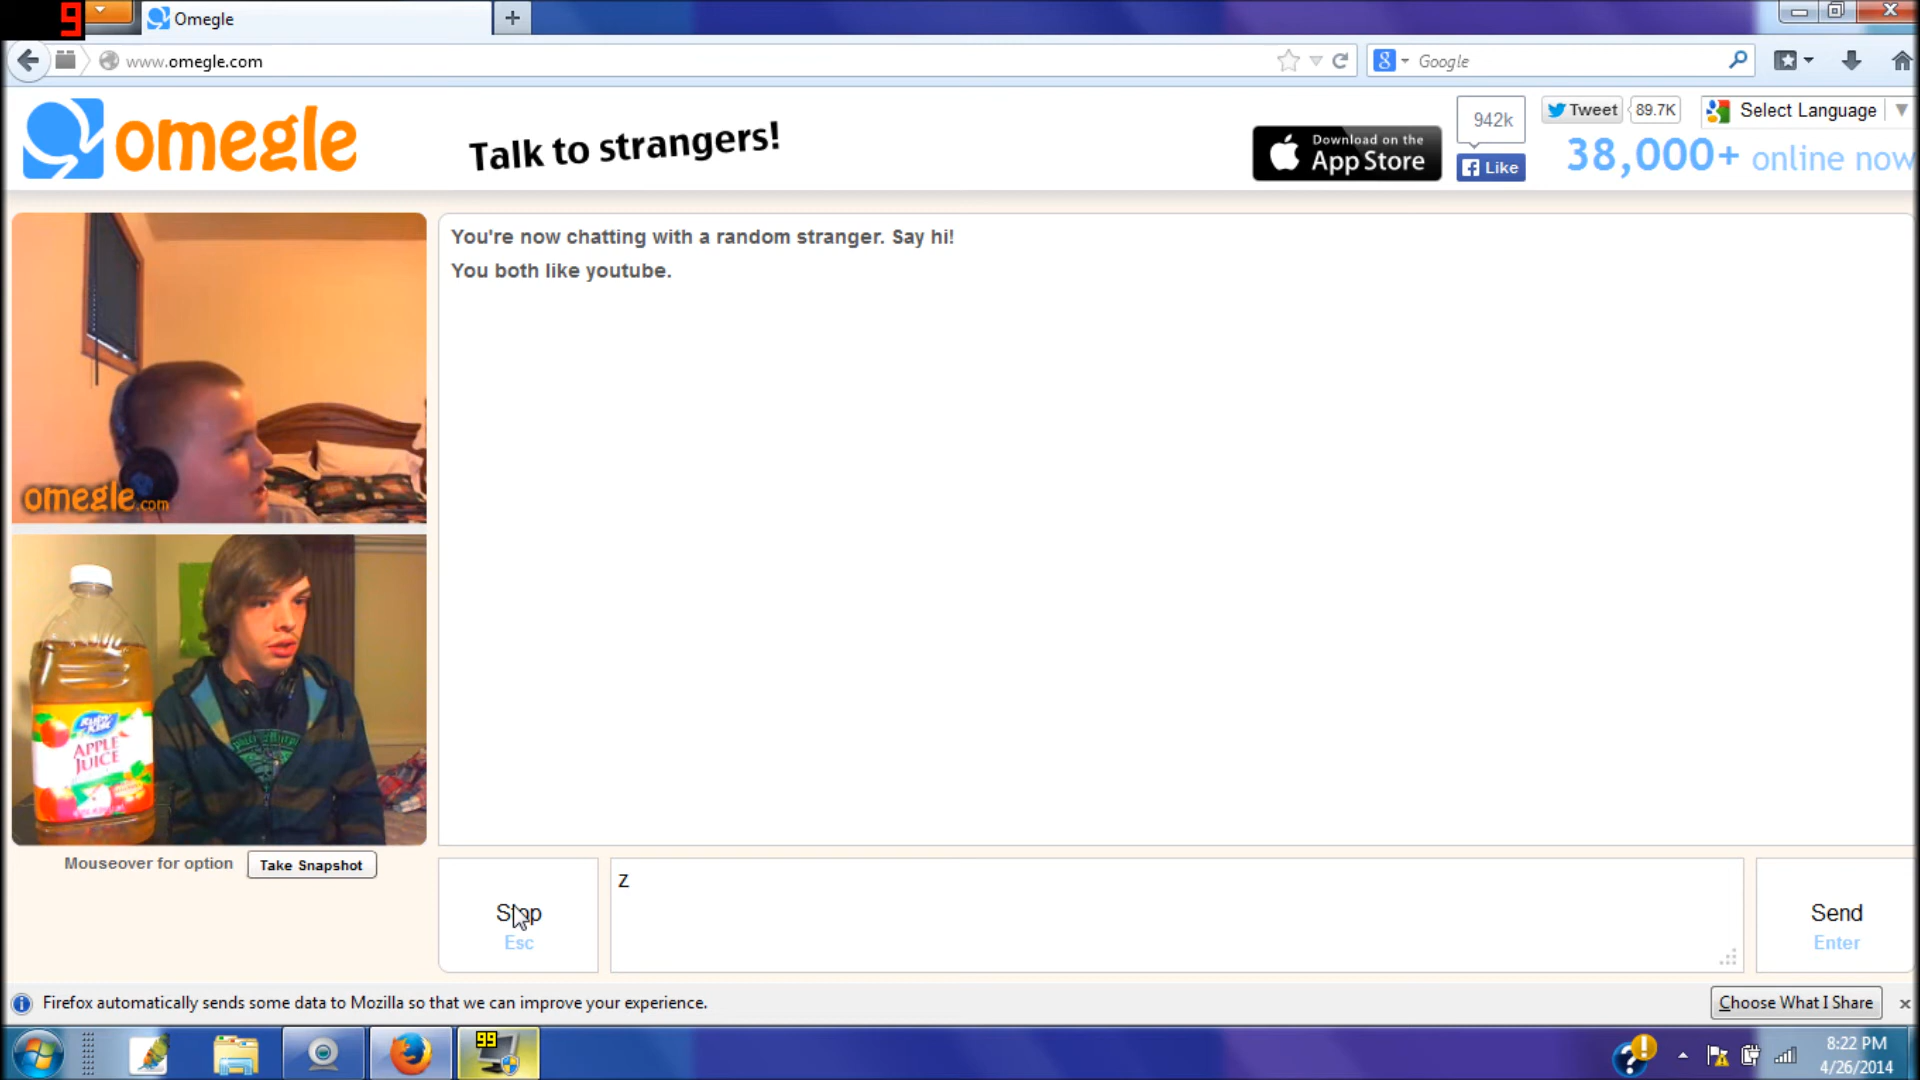 9
Omegle
www.omegle.com
Google
omegle
Talk to strangers!
Download on the
App Store
942k
Like
Tweet
89.7K
Select Language
38,000+ online now
You're now chatting with a random stranger. Say hi!
You both like youtube.
omegle.com
APPLE
JUICE
Mouseover for option
Take Snapshot
Stop
Esc
z
Send
Enter
Firefox automatically sends some data to Mozilla so that we can improve your experience.
Choose What I Share
99
8:22 PM
4/26/2014